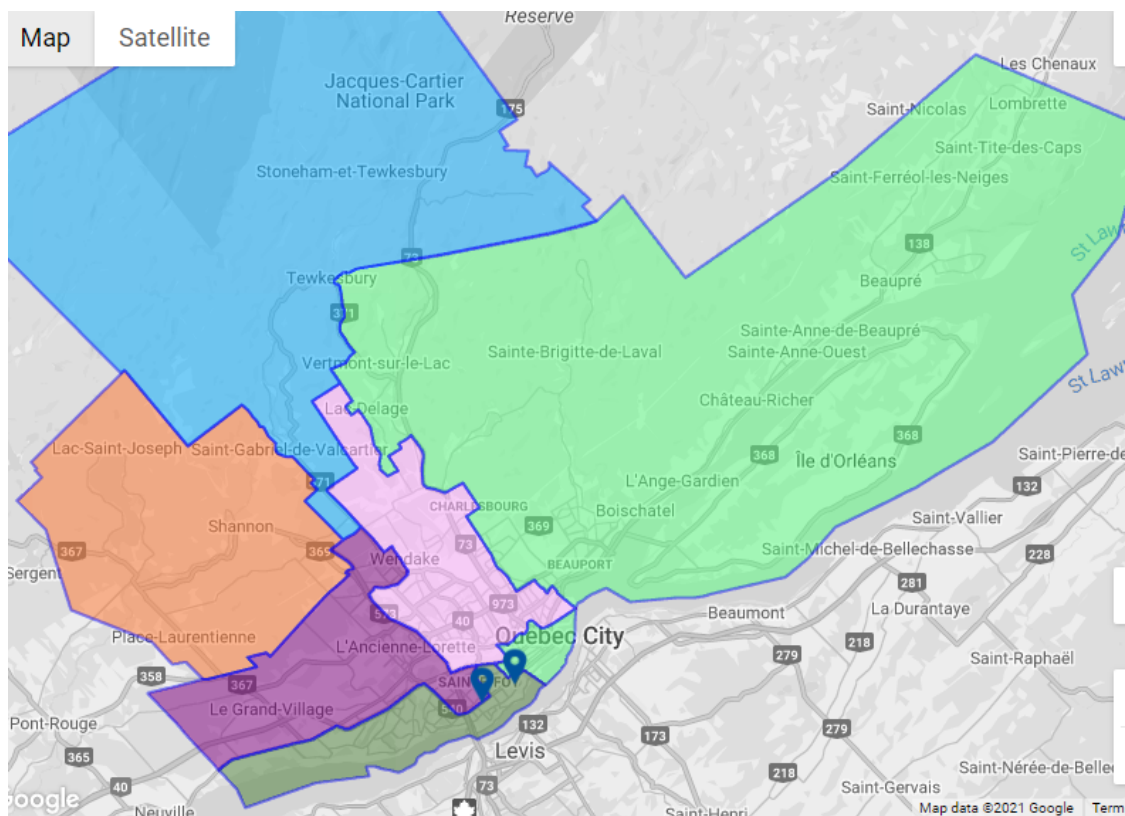 Map
Satellite
Reserve
Les Chenaux
Jacques-Cartier
National Park
175
Saint-Nicolas
Lombrette
Saint-Tite-des-Caps
Stoneham-et-Tewkesbury
Saint-Ferréol-les-Neiges
138
St Law
73
Tewkesbury
Beaupré
371
Sainte-Anne-de-Beaupré
Sainte-Brigitte-de-Laval
Sainte-Anne-Ouest
Vertmont-sur-le-Lac
St Law
Château-Richer
Lac-Delage
368
Lac-Saint-Joseph
Saint-Gabriel-de-Valcartier
368
Île d'Orléans
Saint-Pierre-de-
371
L'Ange-Gardien
132
CHARLESBOURG
Boischatel
Saint-Vallier
Shannon
369
73
367
369
Wendake
Saint-Michel-de-Bellechasse
228
Sergent
BEAUPORT
281
973
La Durantaye
573
40
Beaumont
Place-Laurentienne
L'Ancienne-Lorette
Québec City
218
279
Saint-Raphaël
358
367
Le Grand-Village
540
Pont-Rouge
132
173
279
365
Levis
218
Saint-Nérée-de-Belle
40
73
Saint-Gervais
Google
Neuville
Saint-Henri
Map data ©2021 Google
Term